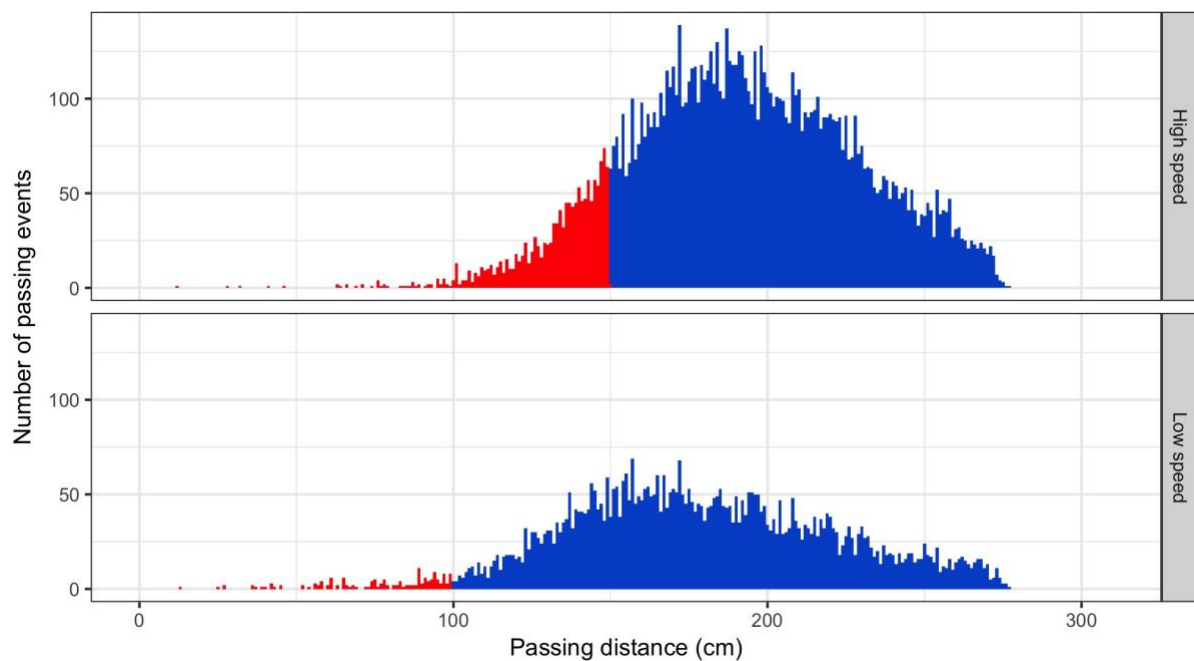 Number of passing events
100
50
0
High speed
100
50
0
Low speed
0
100
200
300
Passing distance (cm)